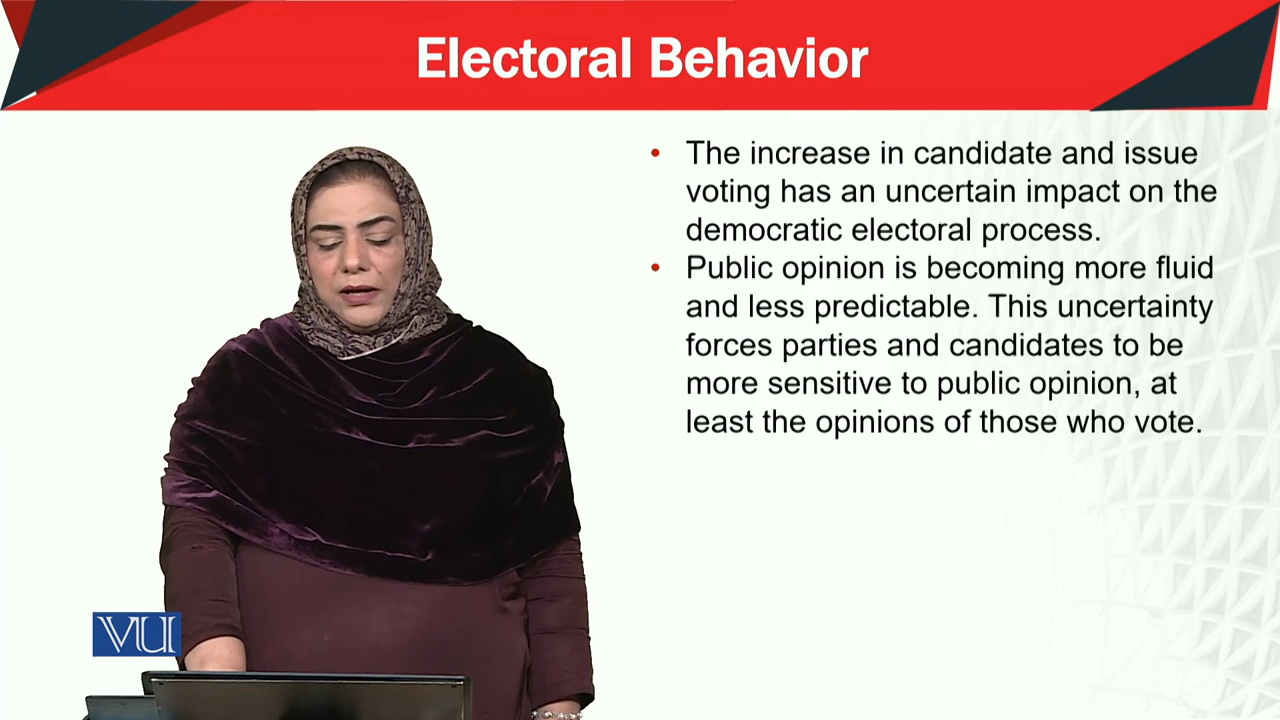 Electoral Behavior
• The increase in candidate and issue
voting has an uncertain impact on the
democratic electoral process.
• Public opinion is becoming more fluid
and less predictable. This uncertainty
forces parties and candidates to be
more sensitive to public opinion, at
least the opinions of those who vote.
VU